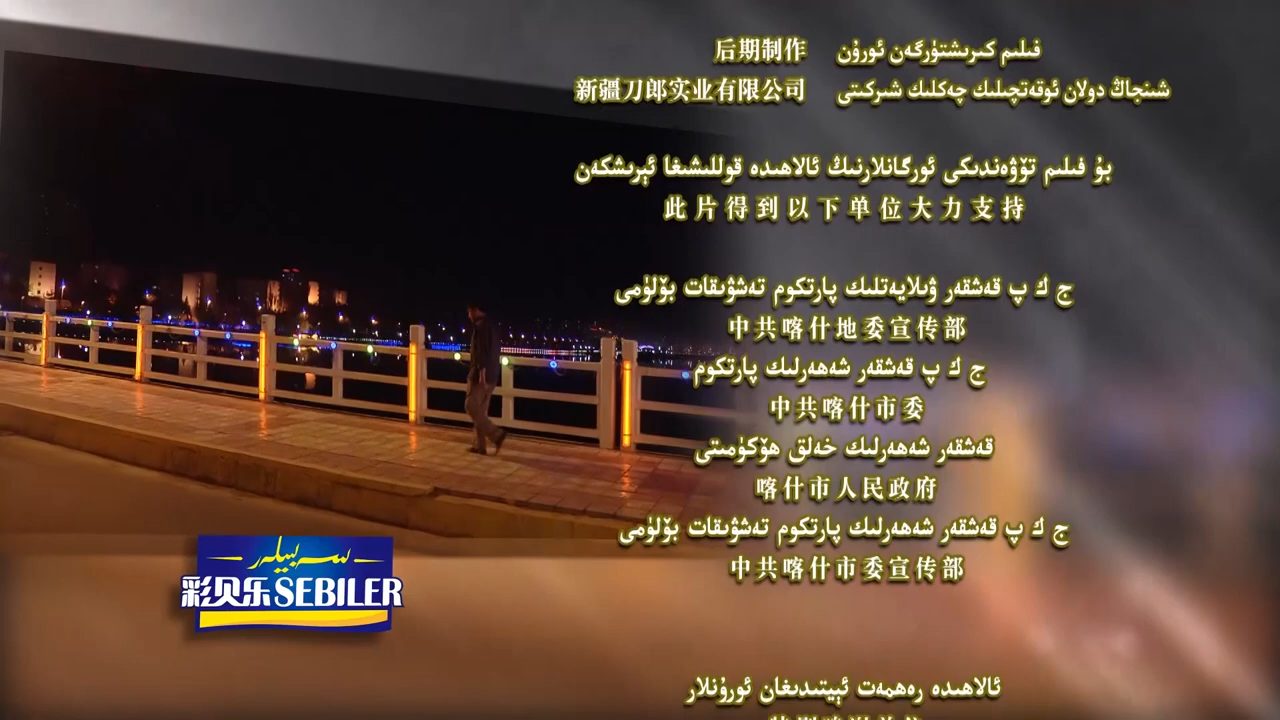 后期制作 فىلىم كىرىشتۈرگەن ئورۇن
新疆刀郎实业有限公司 شىنجاڭ دولان ئوقەتچىلىك چەكلىك شىركىتى
بۇ فىلىم تۆۋەندىكى ئورگانلارنىڭ ئالاھىدە قوللىشىغا ئېرىشكەن
此片得到以下单位大力支持
ج ك پ قەشقەر ۋىلايەتلىك پارتكوم تەشۋىقات بۆلۈمى
中共喀什地委宣传部
ج ك پ قەشقەر شەھەرلىك پارتكوم
中共喀什市委
قەشقەر شەھەرلىك خەلق ھۆكۈمىتى
喀什市人民政府
ج ك پ قەشقەر شەھەرلىك پارتكوم تەشۋىقات بۆلۈمى
中共喀什市委宣传部
سەبىيلەر
彩贝乐SEBILER
ئالاھىدە رەھمەت ئېيتىدىغان ئورۇنلار